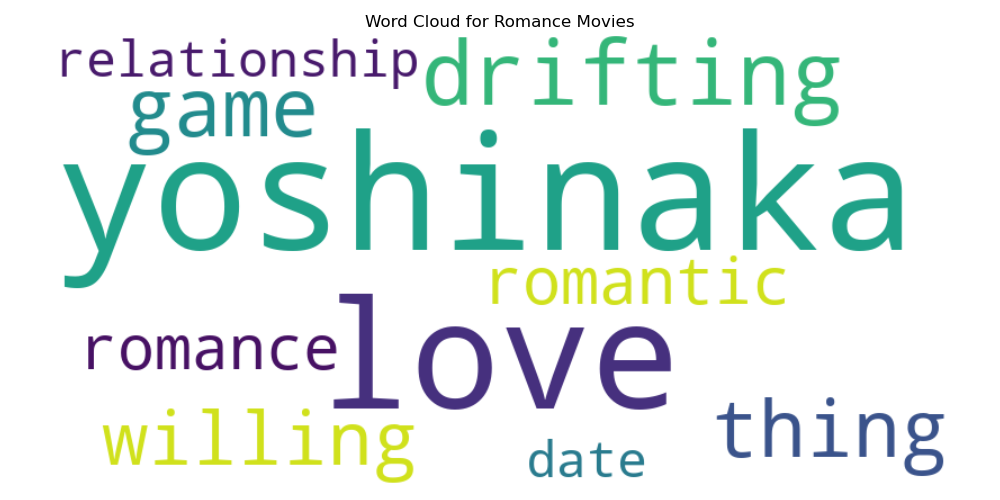 Word Cloud for Romance Movies
relationship
drifting
game
yoshinaka
romantic
love
romance
willing
thing
date